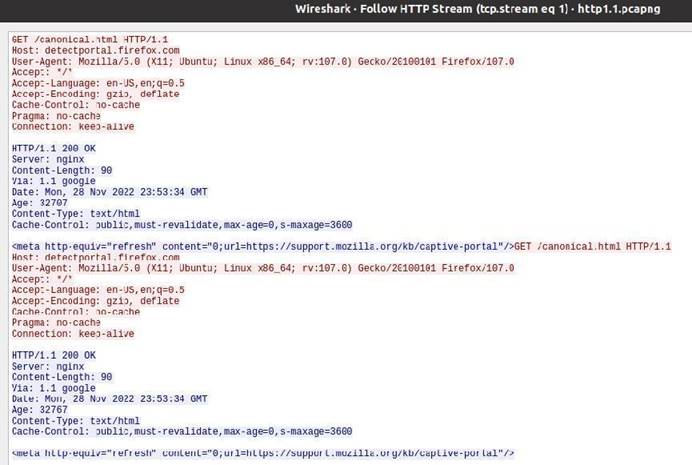 Wireshark · Follow HTTP Stream (tcp.stream eq 1) · http1.1.pcapng
GET /canonical.html HTTP/1.1
Host: detectportal.firefox.com
User-Agent: Mozilla/5.0 (X11; Ubuntu; Linux x86_64; rv:107.0) Gecko/20100101 Firefox/107.0
Accept: */*
Accept-Language: en-US,en;q=0.5
Accept-Encoding: gzip, deflate
Cache-Control: no-cache
Pragma: no-cache
Connection: keep-alive
HTTP/1.1 200 OK
Server: nginx
Content-Length: 90
Via: 1.1 google
Date: Mon, 28 Nov 2022 23:53:34 GMT
Age: 32707
Content-Type: text/html
Cache-Control: public,must-revalidate,max-age=0,s-maxage=3600
<meta http-equiv="refresh" content="0;url=https://support.mozilla.org/kb/captive-portal"/>GET /canonical.html HTTP/1.1
Host: detectportal.firefox.com
User-Agent: Mozilla/5.0 (X11; Ubuntu; Linux x86_64; rv:107.0) Gecko/20100101 Firefox/107.0
Accept: */*
Accept-Language: en-US,en;q=0.5
Accept-Encoding: gzip, deflate
Cache-Control: no-cache
Pragma: no-cache
Connection: keep-alive
HTTP/1.1 200 OK
Server: nginx
Content-Length: 90
Via: 1.1 google
Date: Mon, 28 Nov 2022 23:53:34 GMT
Age: 32767
Content-Type: text/html
Cache-Control: public,must-revalidate,max-age=0,s-maxage=3600
<meta http-equiv="refresh" content="0;url=https://support.mozilla.org/kb/captive-portal"/>